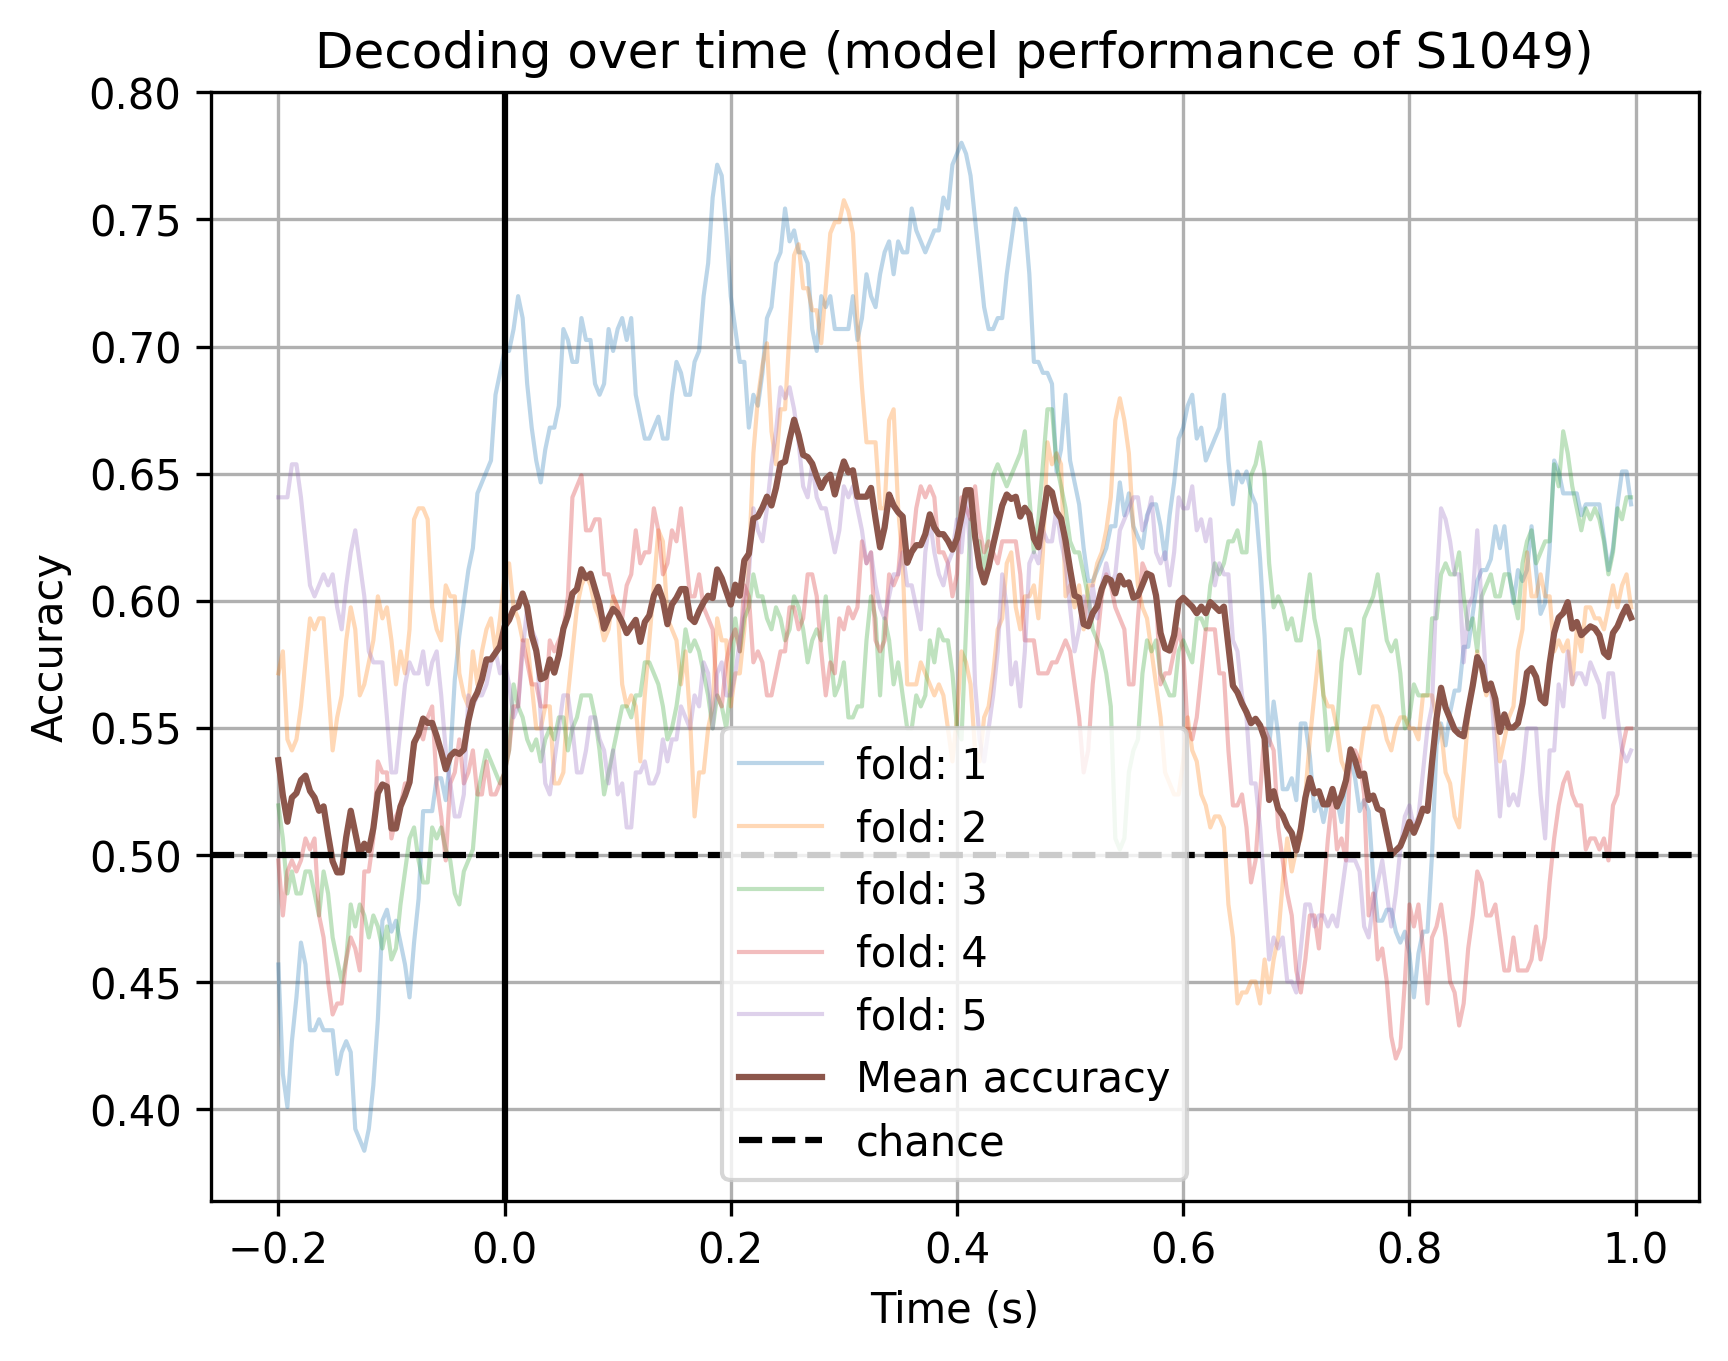 Decoding over time (model performance of S1049)
Accuracy
0.80
0.75
0.70
0.65
0.60
0.55
0.50
0.45
0.40
fold: 1
fold: 2
fold: 3
fold: 4
fold: 5
Mean accuracy
chance
−0.2 0.0 0.2 0.4 0.6 0.8 1.0
Time (s)